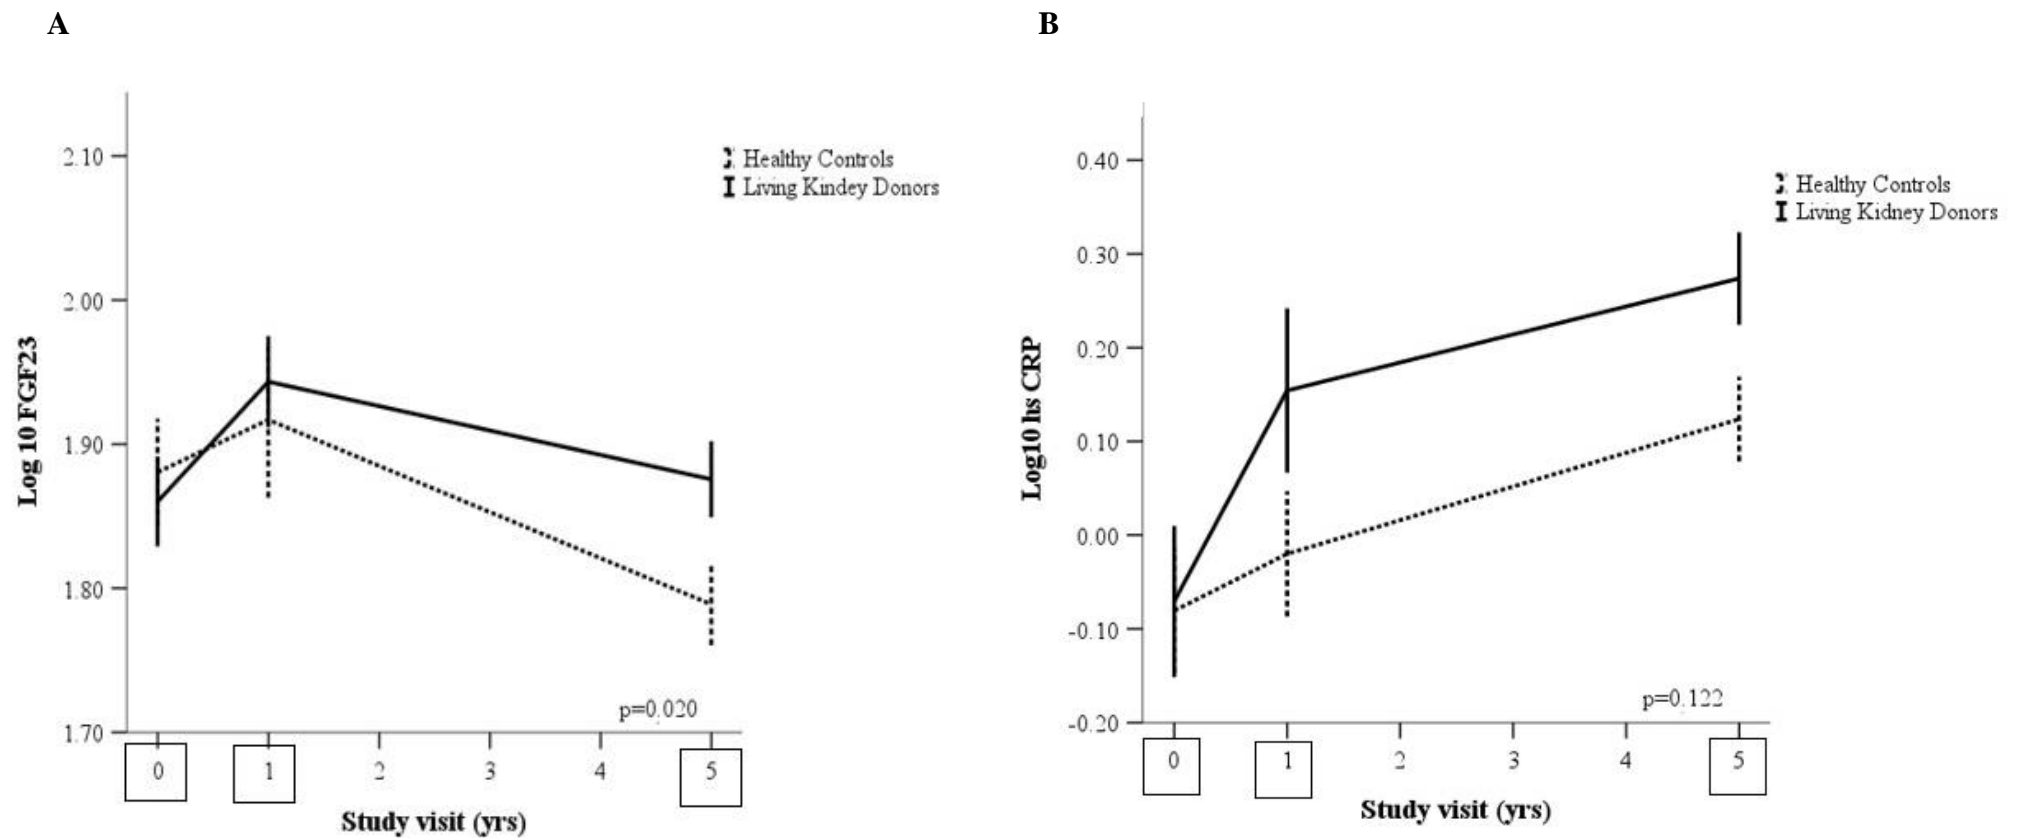 A
2.10
2.00
1.90
1.80
1.70
Log 10 FGF23
Healthy Controls
Living Kindey Donors
p=0.020
0 1 2 3 4 5
Study visit (yrs)
B
0.40
0.30
0.20
0.10
0.00
-0.10
-0.20
Log10 hs CRP
Healthy Controls
Living Kidney Donors
p=0.122
0 1 2 3 4 5
Study visit (yrs)